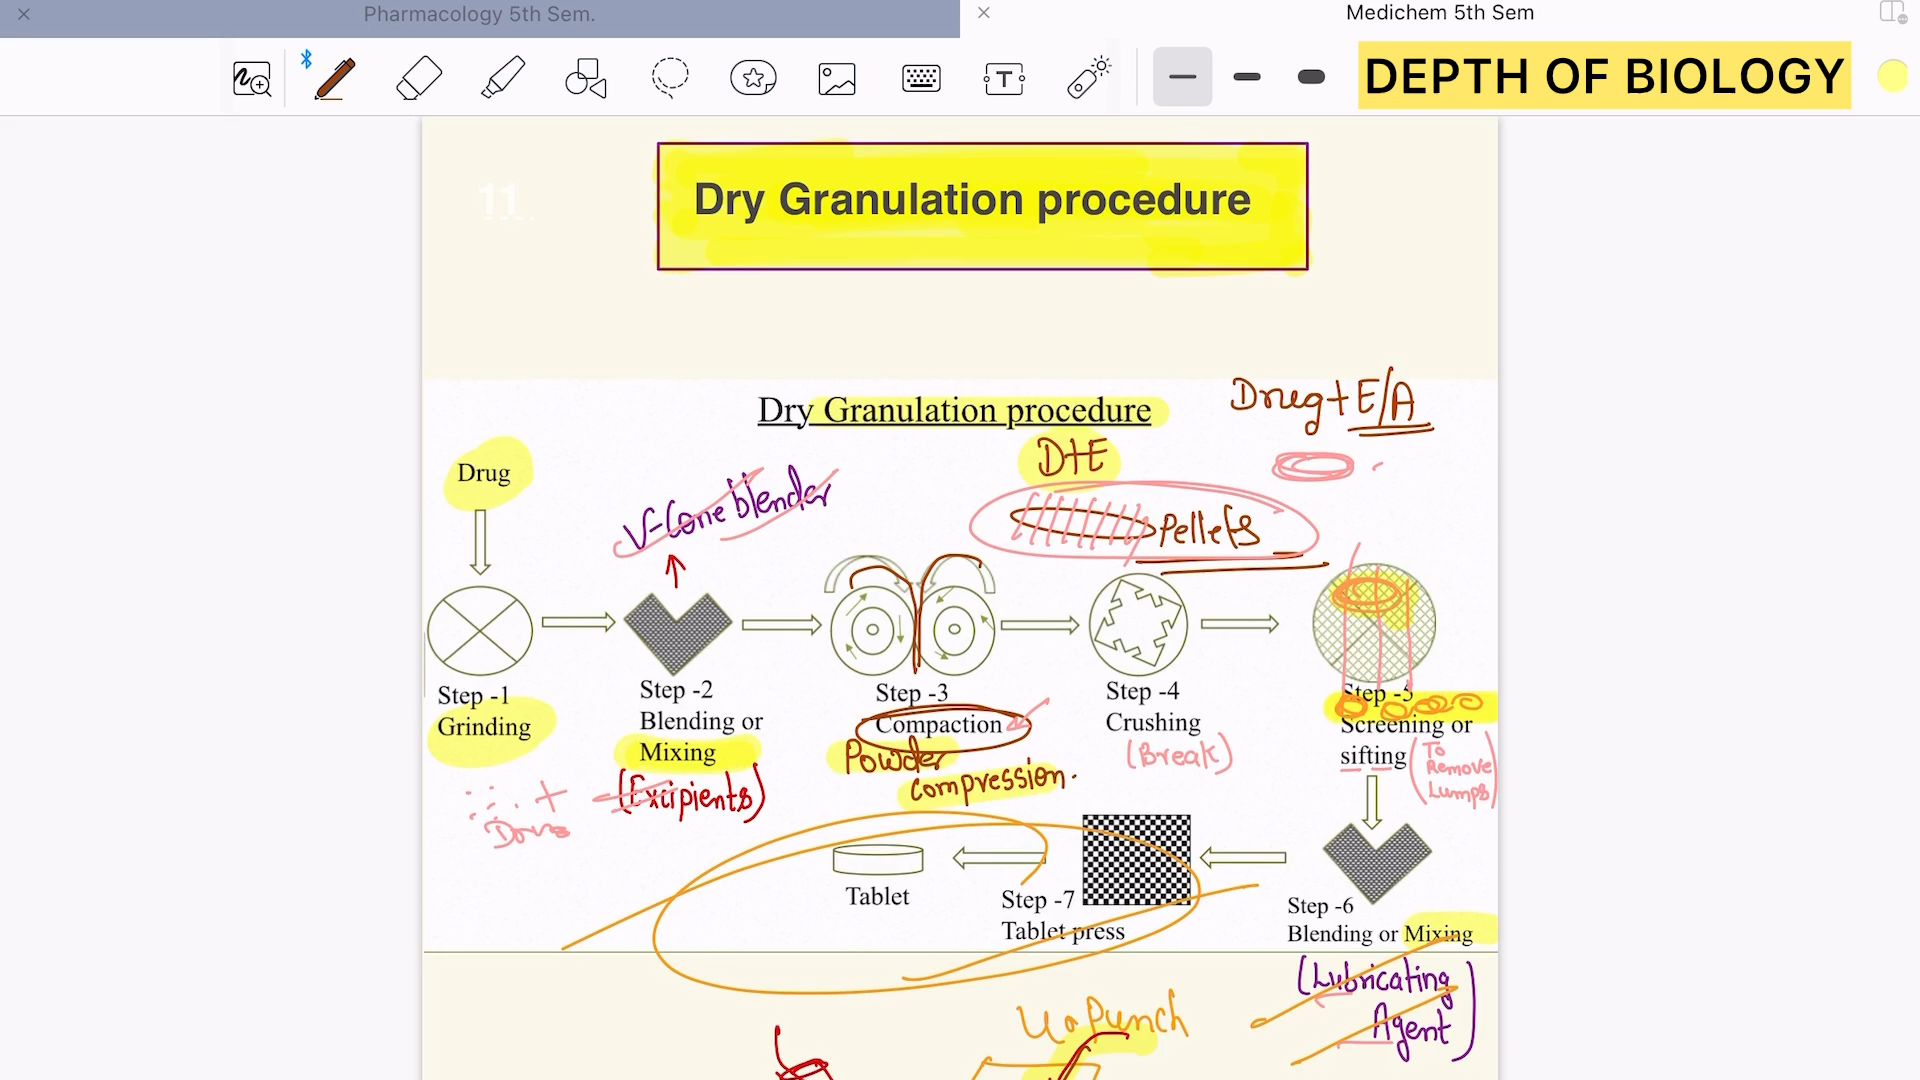 Pharmacology 5th Sem.
Medichem 5th Sem
DEPTH OF BIOLOGY
11.
Dry Granulation procedure
Dry Granulation procedure
Drug + E/A
D+E
Drug
V-Cone blender
Pellets
Step -1
Grinding
Step -2
Blending or
Mixing
(Excipients)
Step -3
Compaction
Powder
compression.
Step -4
Crushing
(Break)
Step -5
Screening or
sifting
(To
Remove
Lumps)
Tablet
Step -7
Tablet press
Step -6
Blending or Mixing
(Lubricating
Agent)
Punch